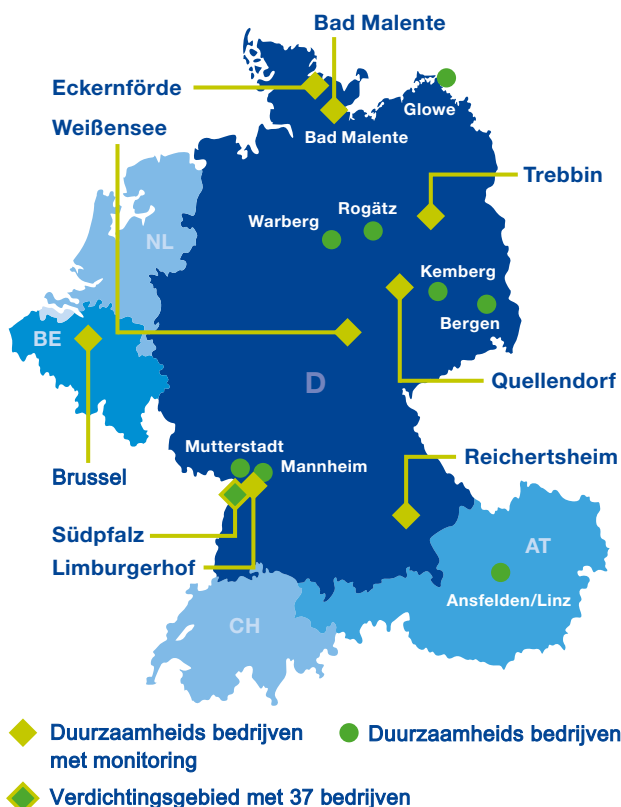 Bad Malente
Eckernförde
Glowe
Weißensee
Bad Malente
Trebbin
Rogätz
Warberg
NL
Kemberg
Bergen
BE
D
Quellendorf
Mutterstadt
Mannheim
Reichertsheim
Brussel
Südpfalz
AT
Limburgerhof
Ansfelden/Linz
CH
Duurzaamheids bedrijven
met monitoring
Duurzaamheids bedrijven
Verdichtingsgebied met 37 bedrijven